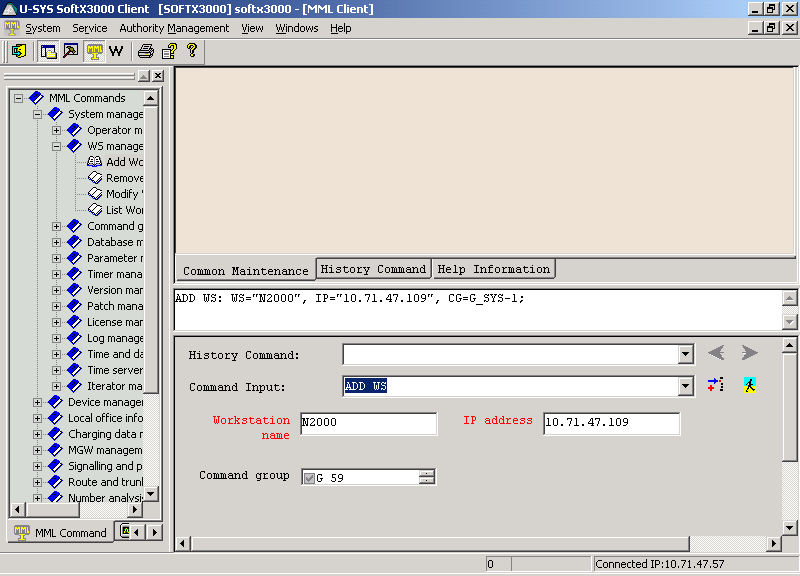 U-SYS SoftX3000 Client [SOFTX3000] softx3000 - [MML Client]
System Service Authority Management View Windows Help
W
MML Commands
System manage
Operator m
WS manage
Add Wo
Remove
Modify
List Wor
Command g
Database m
Parameter
Timer mana
Version mar
Patch mana
License mar
Log manage
Time and da
Time server
Iterator ma
Device manager
Local office info
Charging data r
MGW managem
Signalling and p
Route and trunl
Number analysi
MML Command
Common Maintenance History Command Help Information
ADD WS: WS="N2000", IP="10.71.47.109", CG=G_SYS-1;
History Command:
Command Input: ADD WS
Workstation name N2000 IP address 10.71.47.109
Command group G 59
0 Connected IP:10.71.47.57